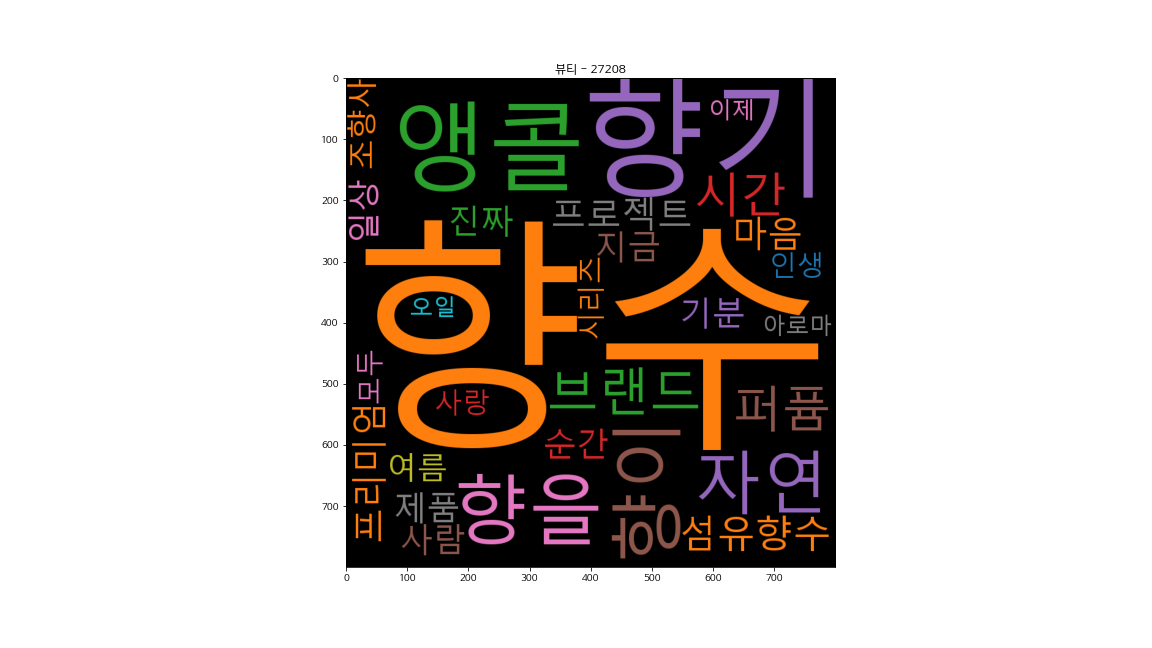 뷰티 - 27208
0
100
200
300
400
500
600
700
조향사
앵콜
향기
이제
일상
진짜
프로젝트
시간
지금
마음
인생
향수
오일
시리즈
기분
아로마
모두
사랑
브랜드
퍼퓸
프리미엄
여름
순간
향이
자연
제품
향을
사람
섬유향수
0
100
200
300
400
500
600
700